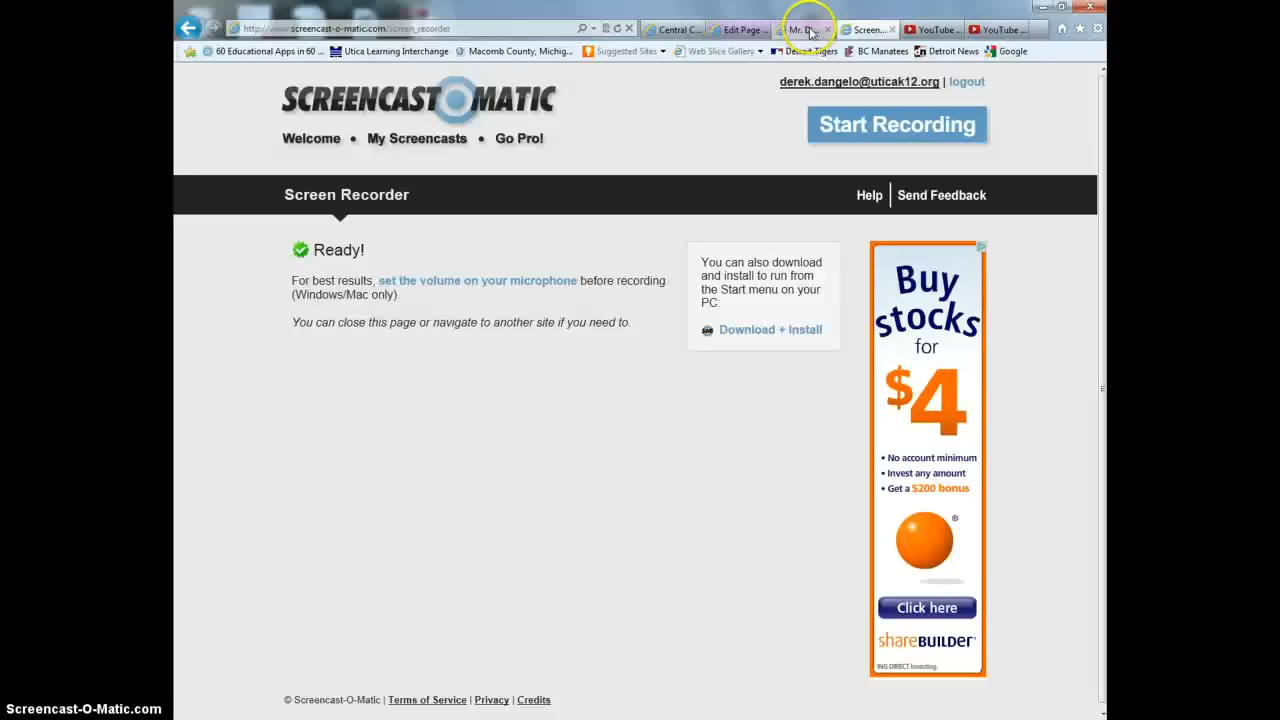 http://www.screencast-o-matic.com/screen_recorder
Central C...
Edit Page ...
Mr. D...
Screen...
YouTube ...
YouTube ...
60 Educational Apps in 60 ...
Utica Learning Interchange
Macomb County, Michig...
Suggested Sites
Web Slice Gallery
Detroit Tigers
BC Manatees
Detroit News
Google
SCREENCAST O MATIC
derek.dangelo@uticak12.org | logout
Start Recording
Welcome • My Screencasts • Go Pro!
Screen Recorder
Help | Send Feedback
Ready!
For best results, set the volume on your microphone before recording
(Windows/Mac only)
You can close this page or navigate to another site if you need to.
You can also download
and install to run from
the Start menu on your
PC:
Download + Install
Buy
stocks
for
$4
• No account minimum
• Invest any amount
• Get a $200 bonus
®
Click here
shareBUILDER
ING DIRECT Investing
© Screencast-O-Matic | Terms of Service | Privacy | Credits
Screencast-O-Matic.com